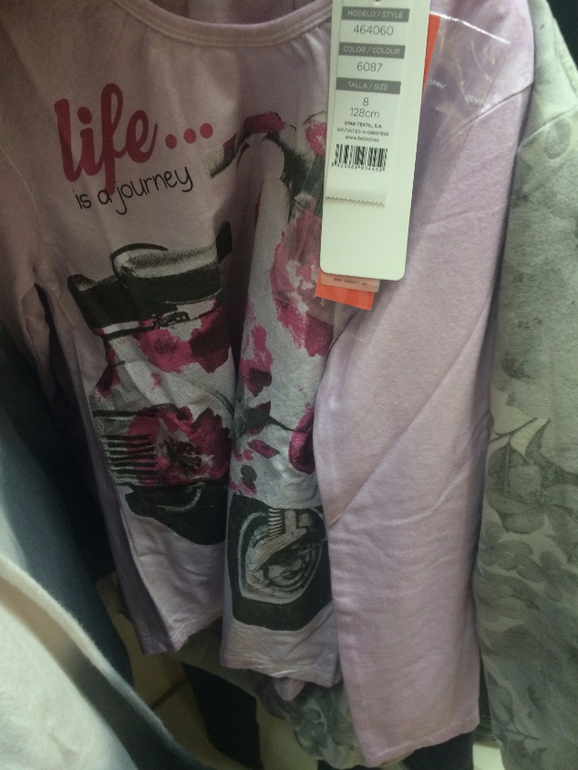 life...
is a journey
MODELO / STYLE
464060
COLOR / COLOUR
6087
TALLA / SIZE
8
128cm
STAR TEXTIL, S.A.